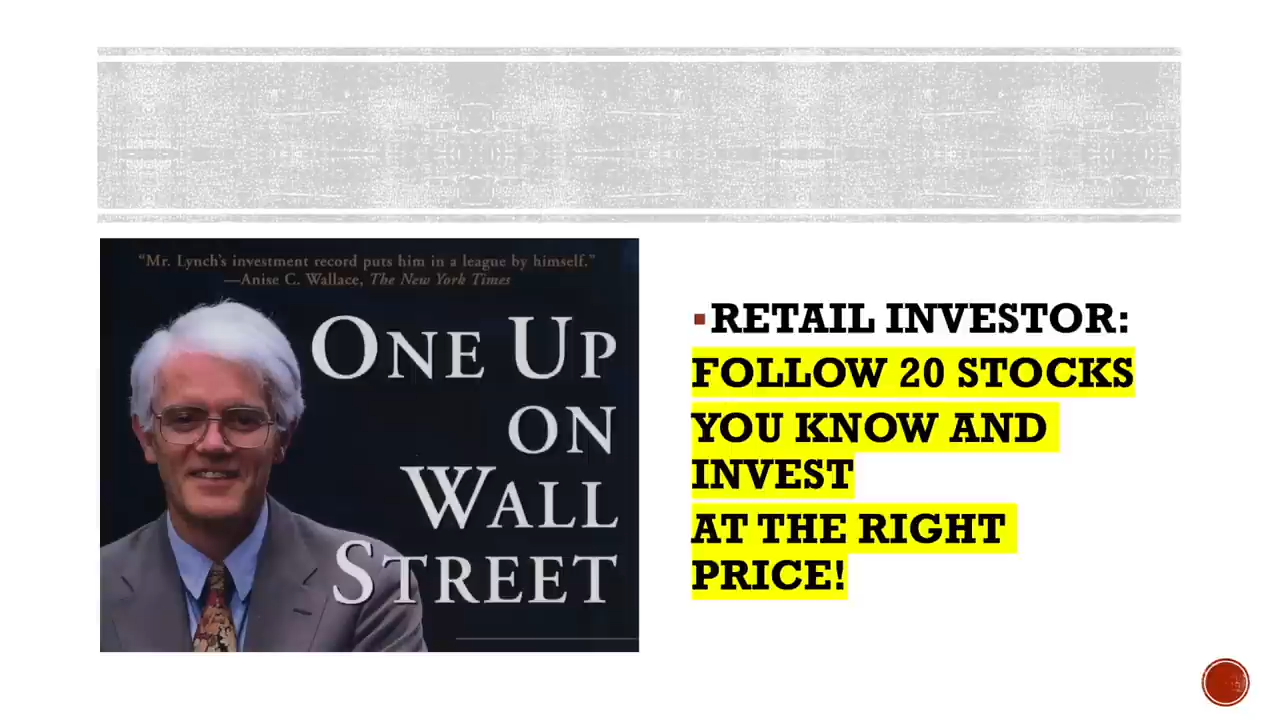 “Mr. Lynch’s investment record puts him in a league by himself.”
—Anise C. Wallace, The New York Times
ONE UP
ON
WALL
STREET
▪RETAIL INVESTOR:
FOLLOW 20 STOCKS
YOU KNOW AND
INVEST
AT THE RIGHT
PRICE!